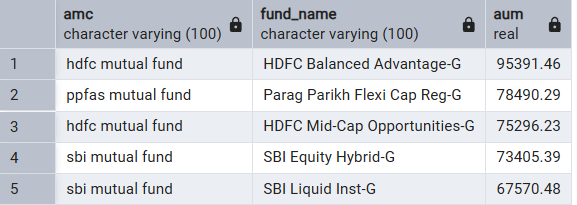 amc fund_name aum
character varying (100) character varying (100) real
1 hdfc mutual fund HDFC Balanced Advantage-G 95391.46
2 ppfas mutual fund Parag Parikh Flexi Cap Reg-G 78490.29
3 hdfc mutual fund HDFC Mid-Cap Opportunities-G 75296.23
4 sbi mutual fund SBI Equity Hybrid-G 73405.39
5 sbi mutual fund SBI Liquid Inst-G 67570.48